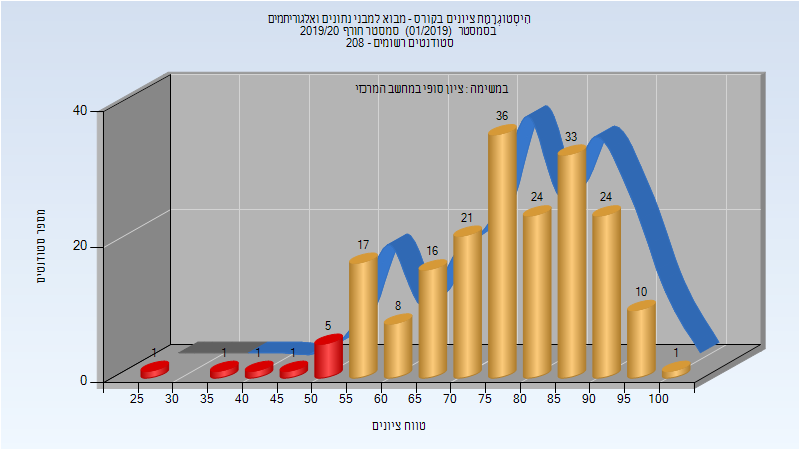 הִיסְטוֹגְרָמַת ציונים בקורס - מבוא למבני נתונים ואלגוריתמים
בסמסטר (01/2019) סמסטר חורף 2019/20
סטודנטים רשומים - 208
במשימה : ציון סופי במחשב המרכזי
מספר סטודנטים
40
20
0
1
1
1
1
5
17
8
16
21
36
24
33
24
10
1
25 30 35 40 45 50 55 60 65 70 75 80 85 90 95 100
טווח ציונים